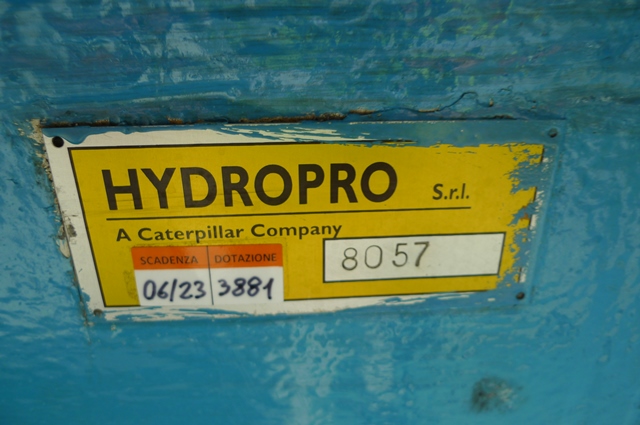 HYDROPRO S.r.l.
A Caterpillar Company
8057
SCADENZA DOTAZIONE
06/23 3881